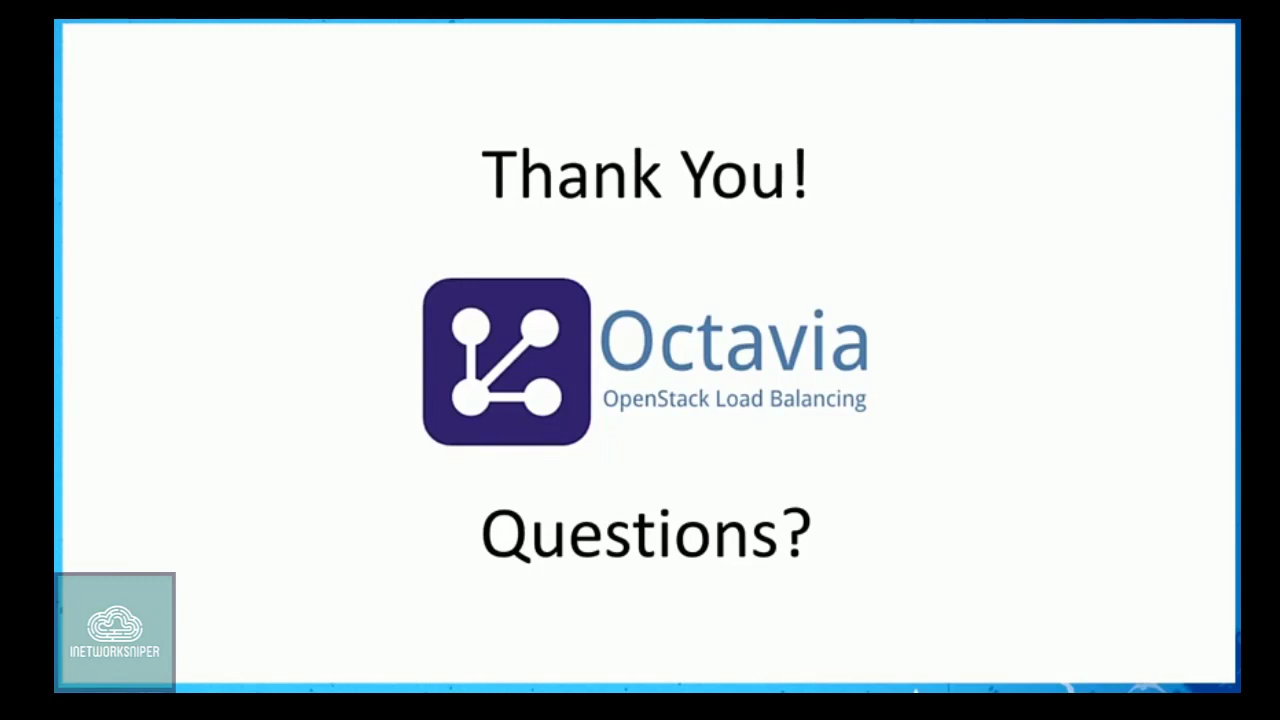 Thank You!
Octavia
OpenStack Load Balancing
Questions?
INETWORKSNIPER